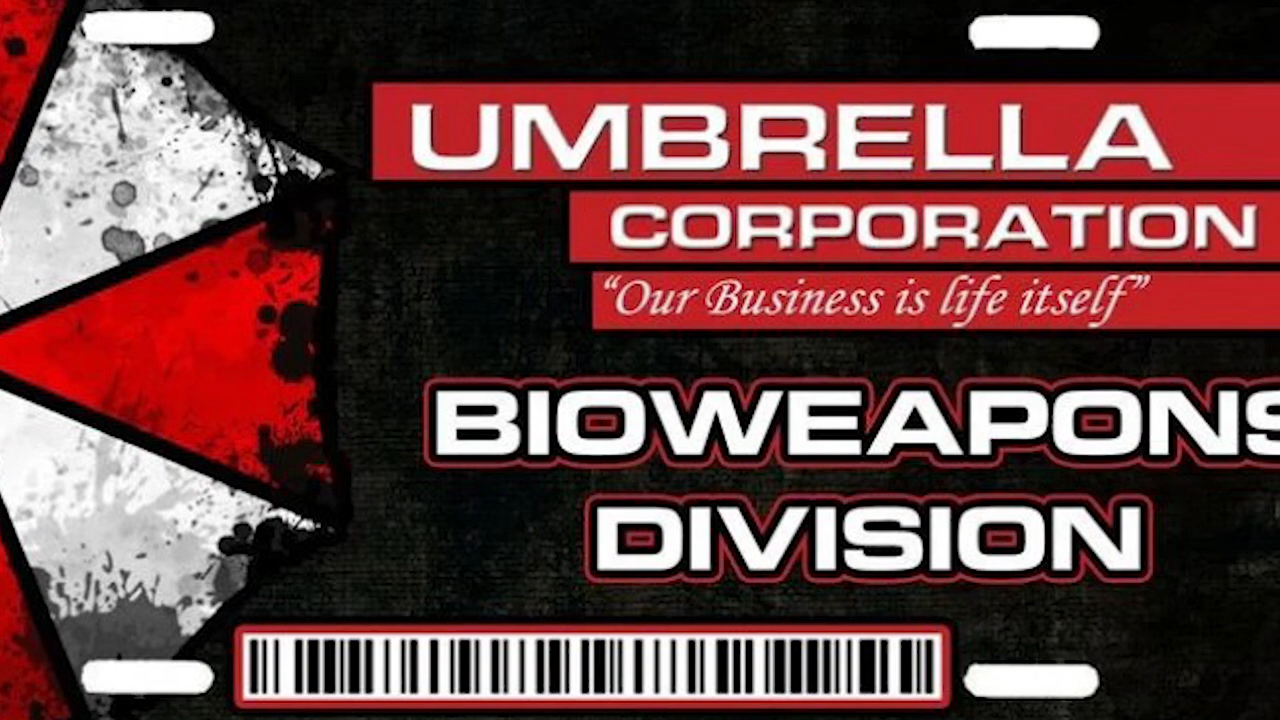 UMBRELLA
CORPORATION
“Our Business is life itself”
BIOWEAPONS
DIVISION